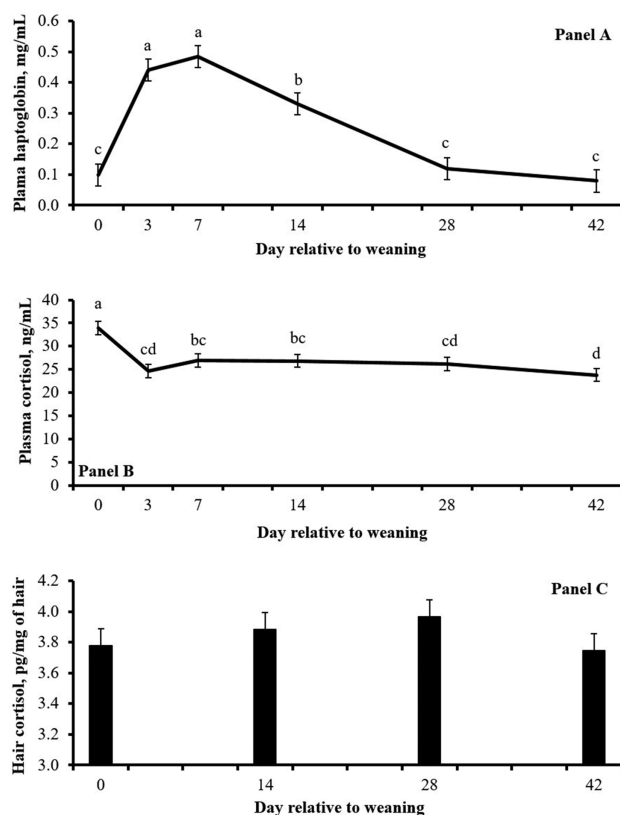 Plama haptoglobin, mg/mL
0.6
0.5
0.4
0.3
0.2
0.1
0.0
Panel A
c
a
a
b
c
c
0 3 7 14 28 42
Day relative to weaning
Plasma cortisol, ng/mL
40
35
30
25
20
15
10
5
0
a
cd
bc
bc
cd
d
Panel B
0 3 7 14 28 42
Day relative to weaning
Hair cortisol, pg/mg of hair
4.2
4.0
3.8
3.6
3.4
3.2
3.0
Panel C
0 14 28 42
Day relative to weaning